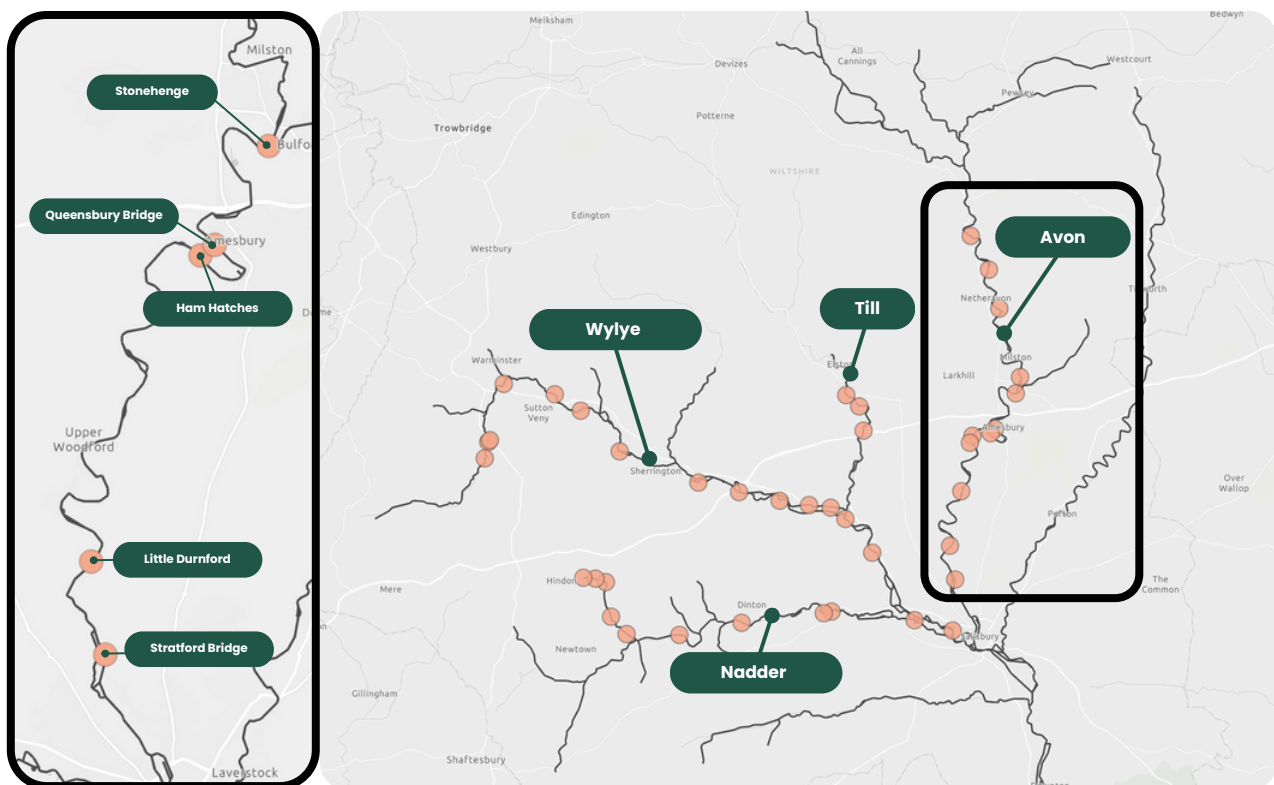 Milston
Stonehenge
Bulfo
Queensbury Bridge
Amesbury
Ham Hatches
Upper
Woodford
Little Durnford
Stratford Bridge
Laverstock
Melksham
Bedwyn
All
Cannings
Devizes
Westcourt
Pewsey
Potterne
Trowbridge
WILTSHIRE
Edington
Westbury
Avon
Netheravon
Till
Wylye
Warminster
Milston
Larkhill
Sutton
Veny
Amesbury
Sherrington
Over
Wallop
Porton
Hindon
Mere
The
Common
Dinton
Salisbury
Newtown
Nadder
Gillingham
Shaftesbury